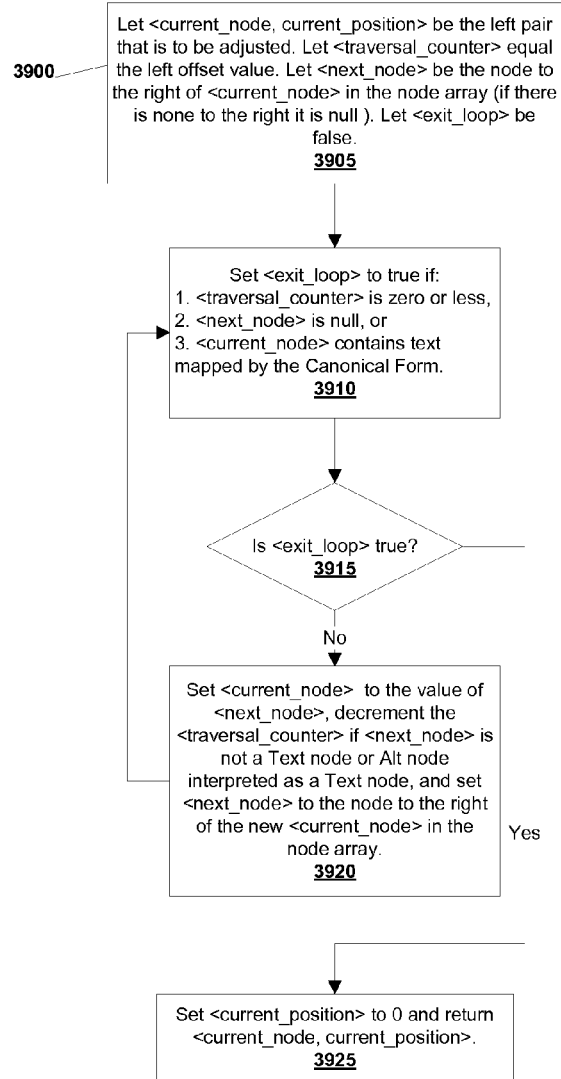 Let <current_node, current_position> be the left pair
that is to be adjusted. Let <traversal_counter> equal
the left offset value. Let <next_node> be the node to
the right of <current_node> in the node array (if there
is none to the right it is null ). Let <exit_loop> be
false.
3905
3900
Set <exit_loop> to true if:
1. <traversal_counter> is zero or less,
2. <next_node> is null, or
3. <current_node> contains text
mapped by the Canonical Form.
3910
Is <exit_loop> true?
3915
No
Set <current_node> to the value of
<next_node>, decrement the
<traversal_counter> if <next_node> is
not a Text node or Alt node
interpreted as a Text node, and set
<next_node> to the node to the right
of the new <current_node> in the
node array.
3920
Yes
Set <current_position> to 0 and return
<current_node, current_position>.
3925